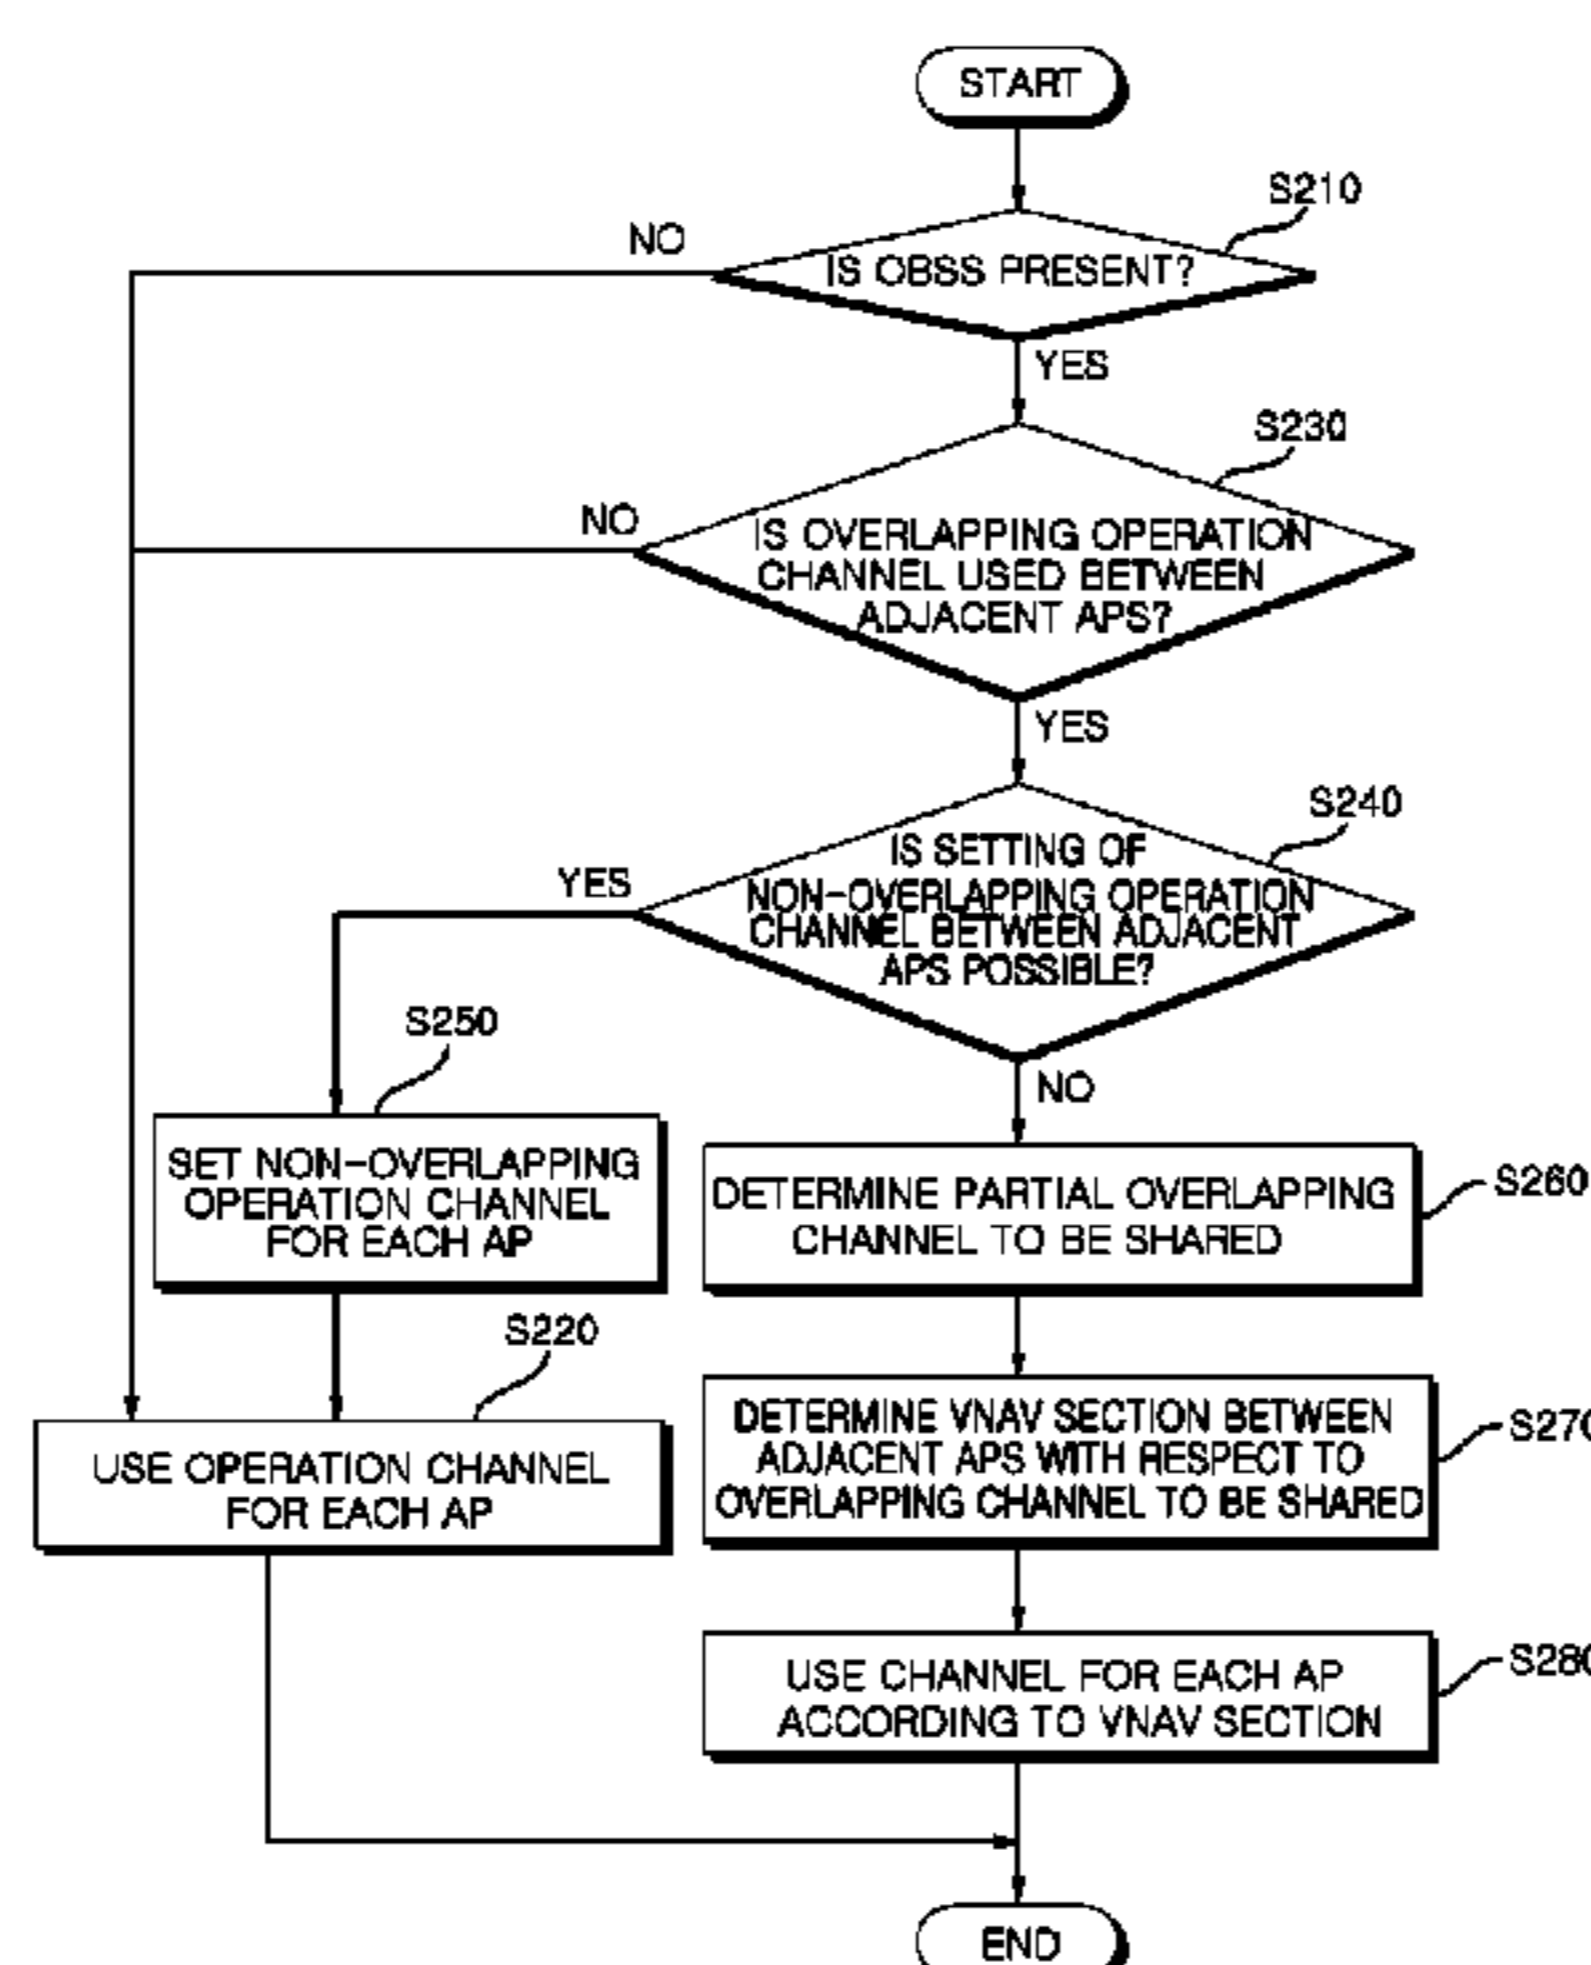 START
S210
NO
IS OBSS PRESENT?
YES
S230
NO
IS OVERLAPPING OPERATION
CHANNEL USED BETWEEN
ADJACENT APS?
YES
S240
IS SETTING OF
YES
NON-OVERLAPPING OPERATION
CHANNEL BETWEEN ADJACENT
APS POSSIBLE?
S250
NO
SET NON-OVERLAPPING
OPERATION CHANNEL
FOR EACH AP
DETERMINE PARTIAL OVERLAPPING
CHANNEL TO BE SHARED
S260
S220
USE OPERATION CHANNEL
FOR EACH AP
DETERMINE VNAV SECTION BETWEEN
ADJACENT APS WITH RESPECT TO
OVERLAPPING CHANNEL TO BE SHARED
S270
USE CHANNEL FOR EACH AP
ACCORDING TO VNAV SECTION
S280
END